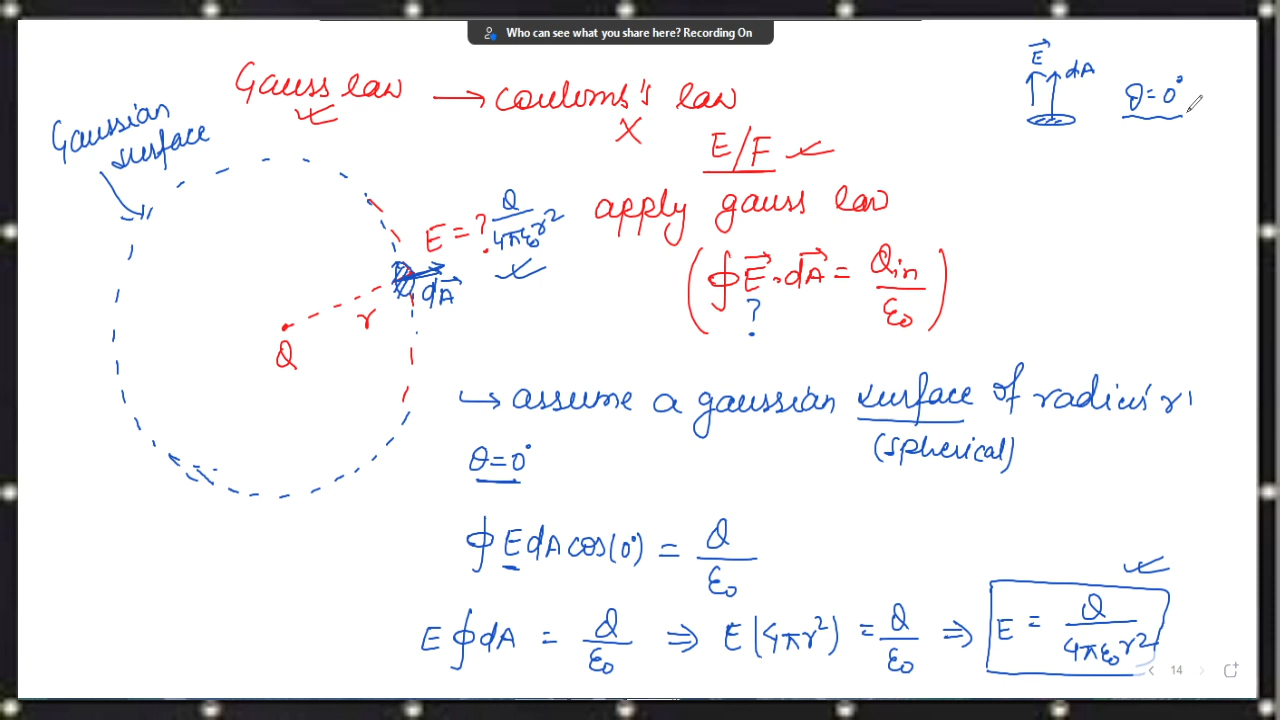 Who can see what you share here? Recording On
Gauss law → couloms's law
E/F
Gaussian surface
E = ? Q/4πε₀r²
apply gauss law
(∮E⃗·dA⃗ = Qin/ε₀)
?
dA⃗
r
Q
E⃗
dA
θ=0°
↳ assume a gaussian surface of radius 'r'
(spherical)
θ=0°
∮E dA cos(0°) = Q/ε₀
E∮dA = Q/ε₀ ⇒ E(4πr²) = Q/ε₀ ⇒ E = Q/4πε₀r²
14